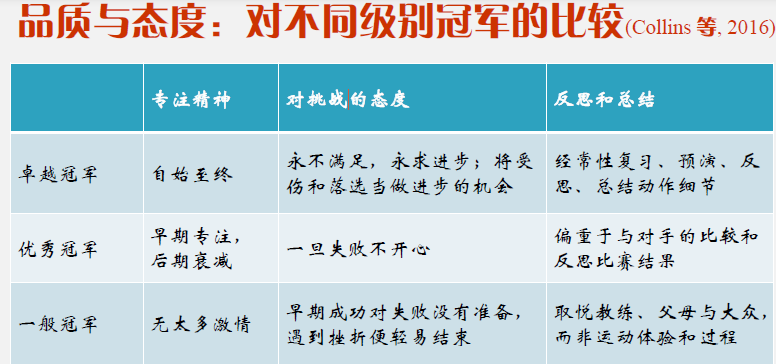 品质与态度：对不同级别冠军的比较(Collins 等, 2016)
专注精神 对挑战的态度 反思和总结
卓越冠军 自始至终 永不满足，永求进步；将受
伤和落选当做进步的机会 经常性复习、预演、反
思、总结动作细节
优秀冠军 早期专注，
后期衰减 一旦失败不开心 偏重于与对手的比较和
反思比赛结果
一般冠军 无太多激情 早期成功对失败没有准备，
遇到挫折便轻易结束 取悦教练、父母与大众，
而非运动体验和过程